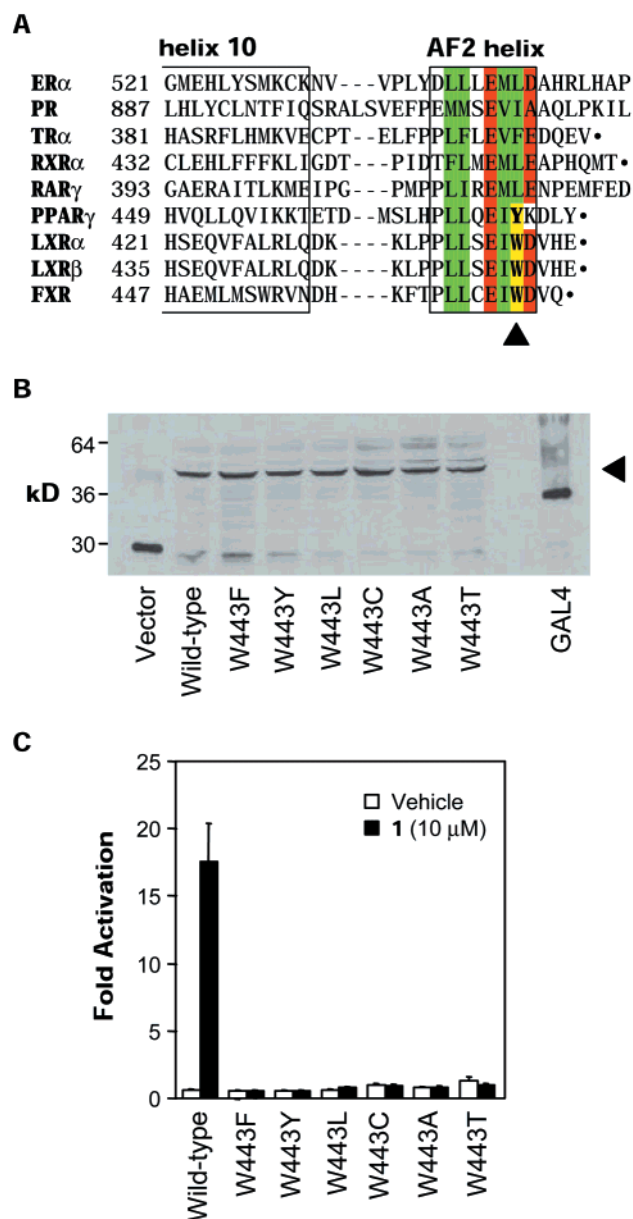 A
helix 10 AF2 helix
ERα 521 GMEHLYSMKCKNV---VPLYDLLLEMLDAHRLHAP
PR 887 LHLYCLNTFIQSRALSVEFPEMMSEVIAAQLPKIL
TRα 381 HASRFLHMKVECPT--ELFPPLFLEVFEDQEV•
RXRα 432 CLEHLFFFKLIGDT---PIDTFLMEMLEAPHQMT•
RARγ 393 GAERAITLKMEIPG---PMPPLIREMLENPEMFED
PPARγ 449 HVQLLQVIKKTETD--MSLHPLLQEIYKDLY•
LXRα 421 HSEQVFALRLQDK----KLPPLLSEIWDVHE•
LXRβ 435 HSEQVFALRLQDK----KLPPLLSEIWDVHE•
FXR 447 HAEMLMSWRVNDH----KFTPLLCEIWDVQ•
B
64
kD 36
30
Vector
Wild-type
W443F
W443Y
W443L
W443C
W443A
W443T
GAL4
C
Fold Activation
25
20
15
10
5
0
Vehicle
1 (10 µM)
Wild-type
W443F
W443Y
W443L
W443C
W443A
W443T